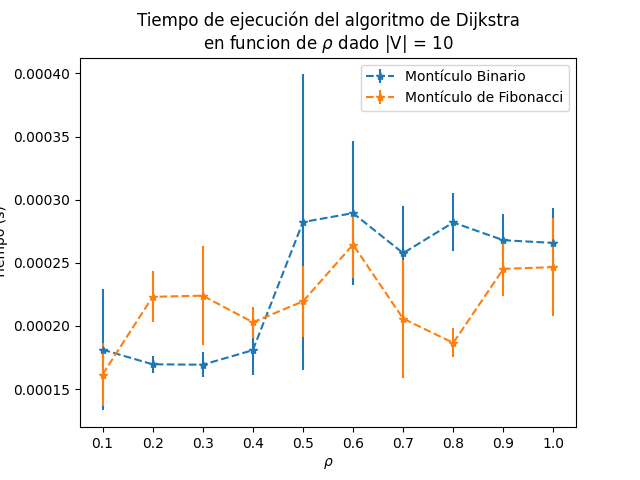 Tiempo de ejecución del algoritmo de Dijkstra
en funcion de ρ dado |V| = 10
Montículo Binario
Montículo de Fibonacci
0.00040
0.00035
0.00030
0.00025
0.00020
0.00015
(s)
0.1 0.2 0.3 0.4 0.5 0.6 0.7 0.8 0.9 1.0
ρ